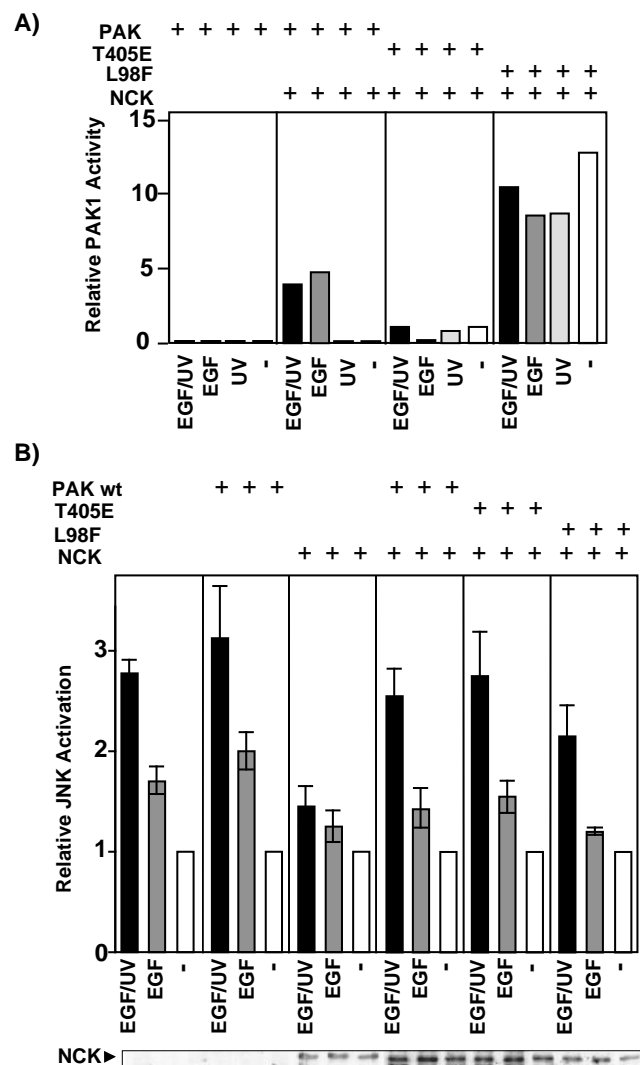 A)
PAK + + + + + + + +
T405E + + + +
L98F + + + +
NCK + + + + + + + + + + + +
Relative PAK1 Activity
15
10
5
0
EGF/UV EGF UV - EGF/UV EGF UV - EGF/UV EGF UV - EGF/UV EGF UV -
B)
PAK wt + + + + + +
T405E + + +
L98F + + +
NCK + + + + + + + + + + + +
Relative JNK Activation
3
2
1
0
EGF/UV EGF - EGF/UV EGF - EGF/UV EGF - EGF/UV EGF - EGF/UV EGF - EGF/UV EGF -
NCK►